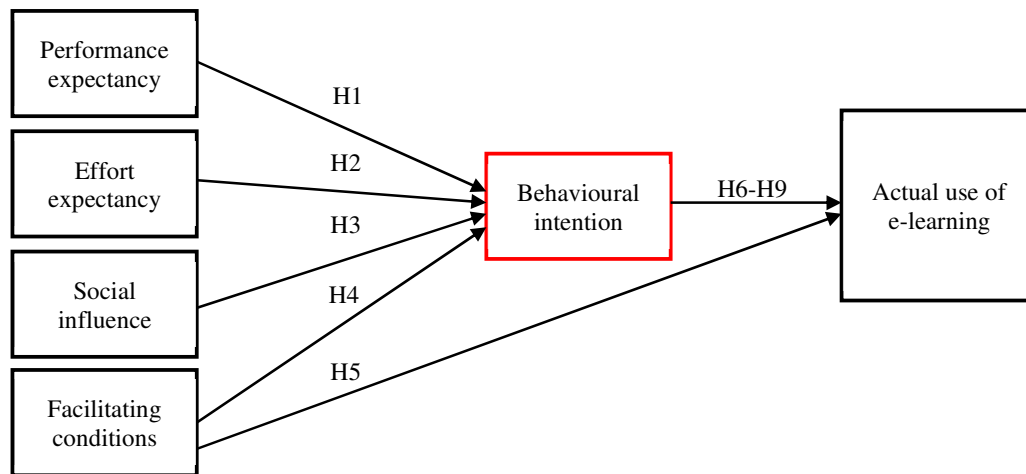 Performance
expectancy
H1
Effort
expectancy
H2
Behavioural
intention
H6-H9
Actual use of
e-learning
H3
Social
influence
H4
H5
Facilitating
conditions